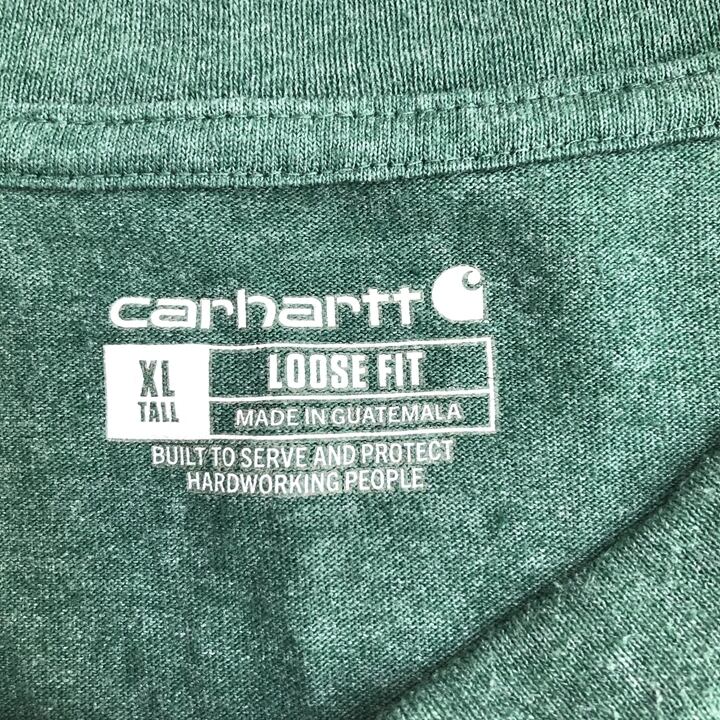 carhartt
XL
TALL
LOOSE FIT
MADE IN GUATEMALA
BUILT TO SERVE AND PROTECT
HARDWORKING PEOPLE